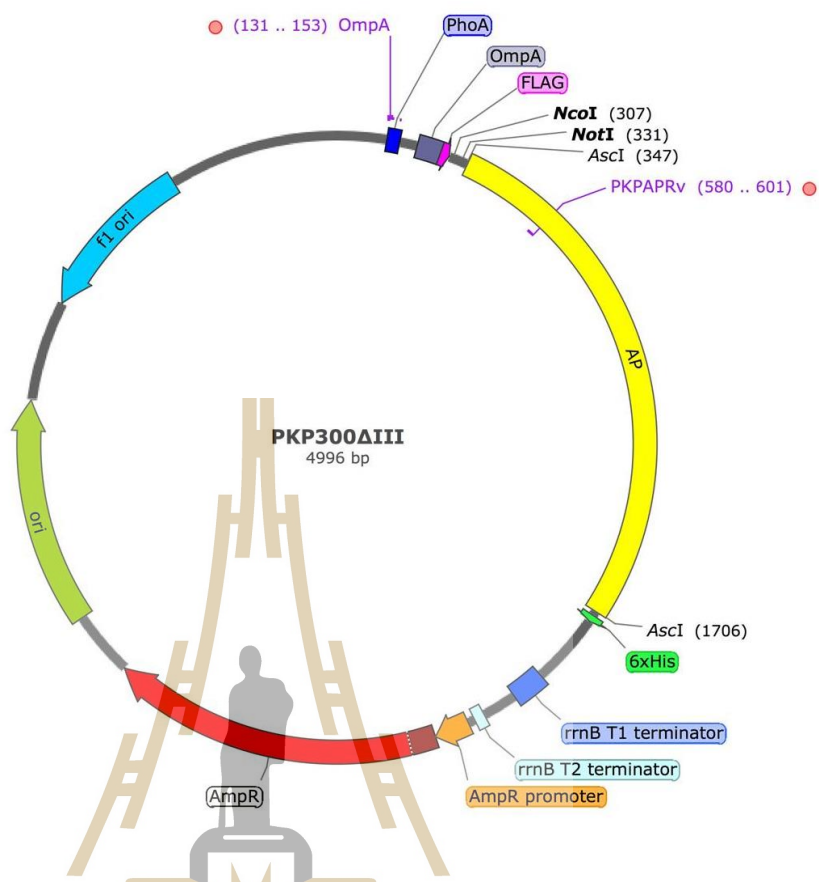 (131 .. 153) OmpA
PhoA
OmpA
FLAG
NcoI (307)
NotI (331)
AscI (347)
PKPAPRv (580 .. 601)
f1 ori
AP
PKP300ΔIII
4996 bp
ori
AscI (1706)
6xHis
rrnB T1 terminator
rrnB T2 terminator
AmpR promoter
AmpR